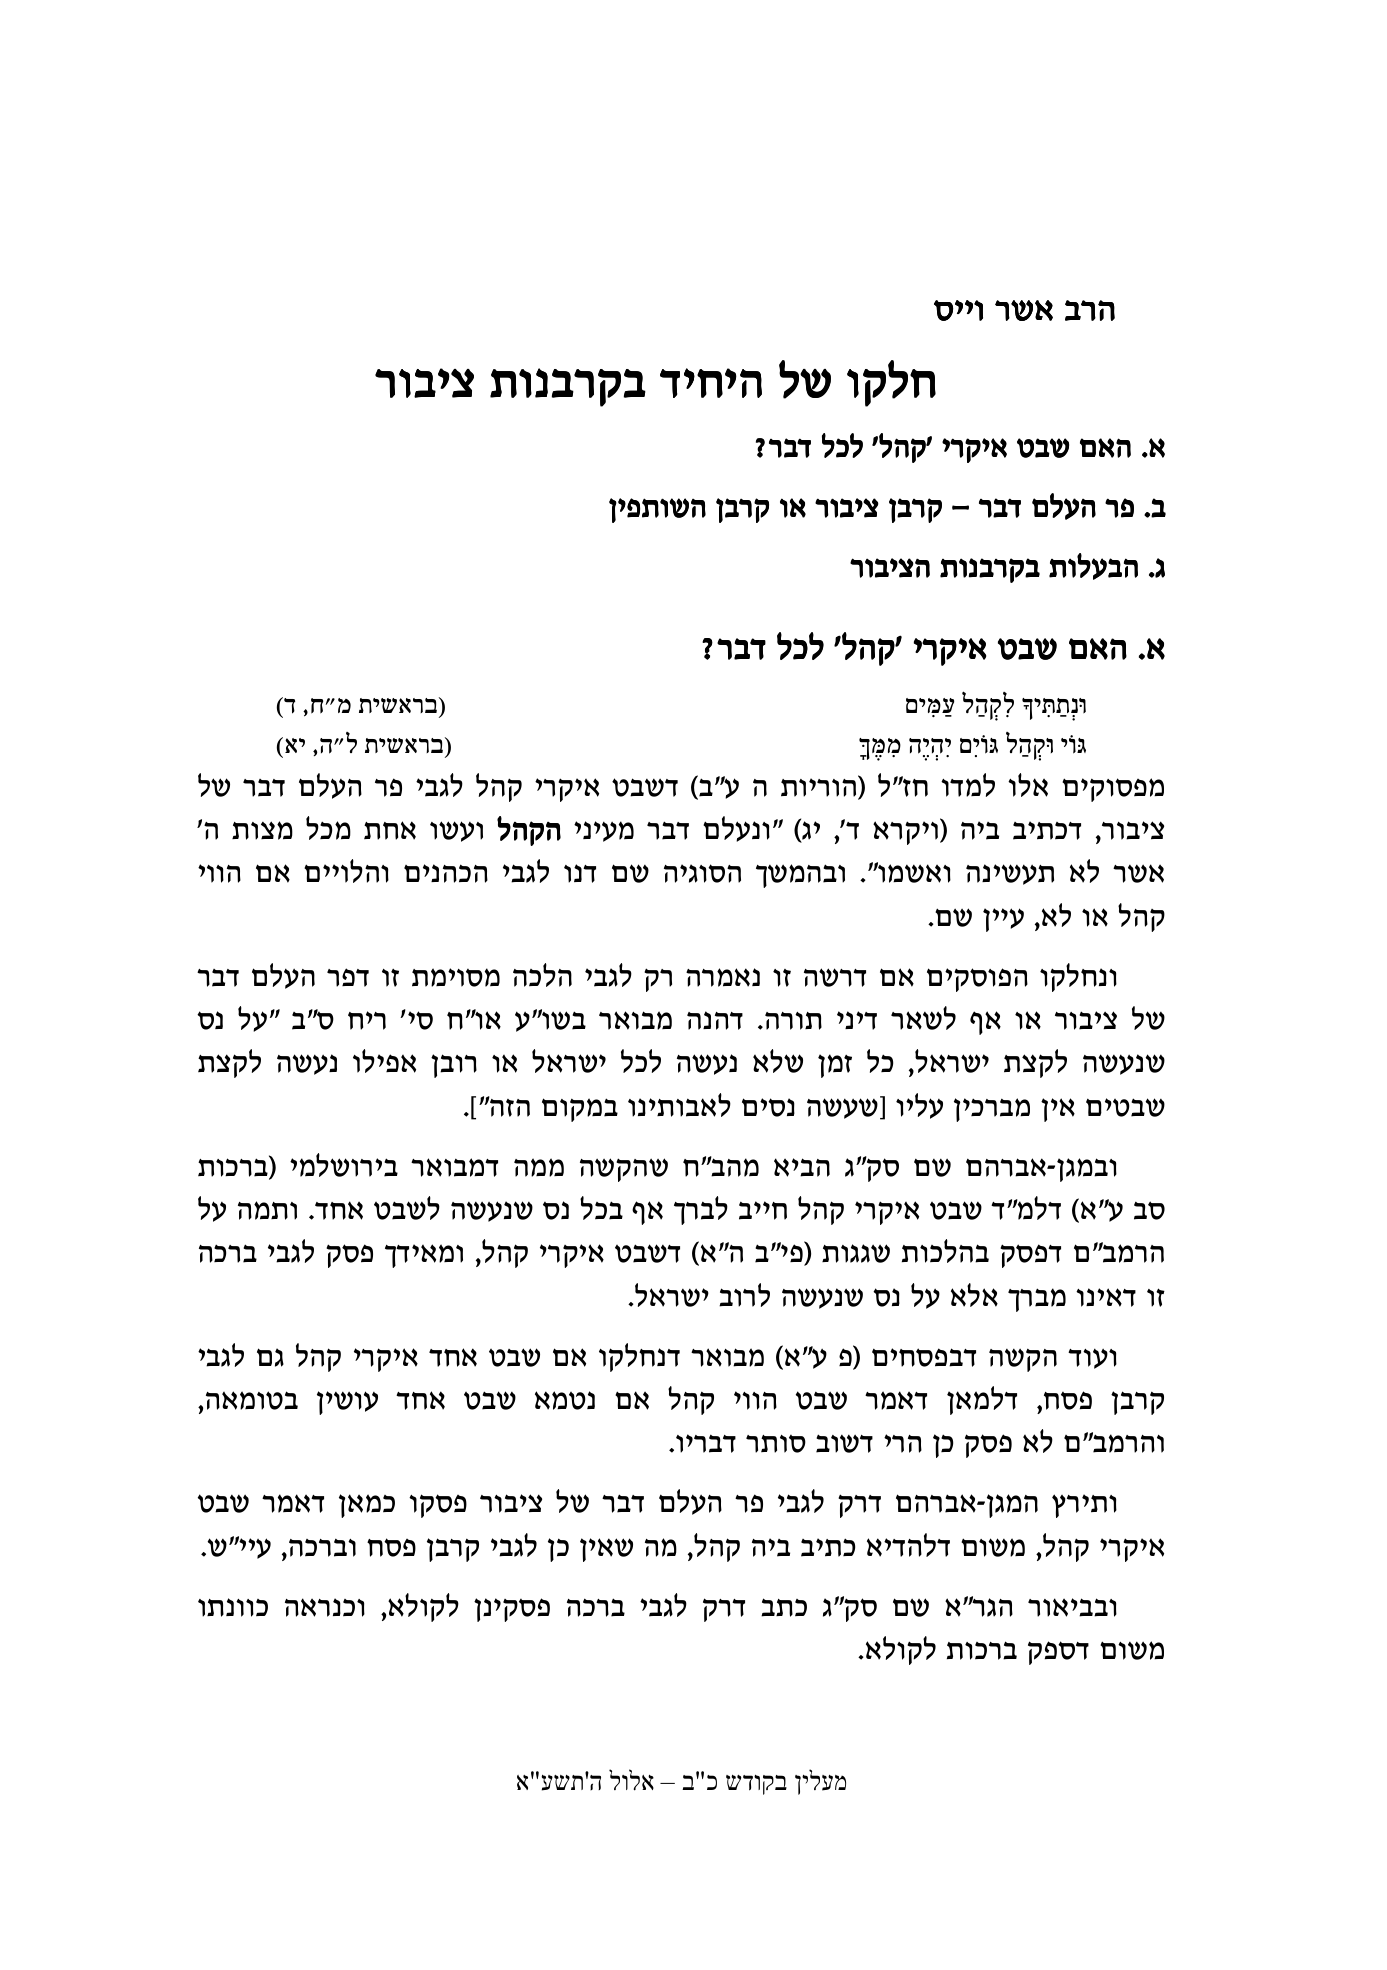 הרב אשר וייס
חלקו של היחיד בקרבנות ציבור
א. האם שבט איקרי 'קהל' לכל דבר?
ב. פר העלם דבר – קרבן ציבור או קרבן השותפין
ג. הבעלות בקרבנות הציבור
א. האם שבט איקרי 'קהל' לכל דבר?
וּנְתַתִּיךָ לִקְהַל עַמִּים (בראשית מ״ח, ד)
גּוֹי וּקְהַל גּוֹיִם יִהְיֶה מִמֶּךָּ (בראשית ל״ה, יא)
מפסוקים אלו למדו חז"ל (הוריות ה ע"ב) דשבט איקרי קהל לגבי פר העלם דבר של
ציבור, דכתיב ביה (ויקרא ד', יג) "ונעלם דבר מעיני הקהל ועשו אחת מכל מצות ה'
אשר לא תעשינה ואשמו". ובהמשך הסוגיה שם דנו לגבי הכהנים והלויים אם הווי
קהל או לא, עיין שם.
ונחלקו הפוסקים אם דרשה זו נאמרה רק לגבי הלכה מסוימת זו דפר העלם דבר
של ציבור או אף לשאר דיני תורה. דהנה מבואר בשו"ע או"ח סי' ריח ס"ב "על נס
שנעשה לקצת ישראל, כל זמן שלא נעשה לכל ישראל או רובן אפילו נעשה לקצת
שבטים אין מברכין עליו [שעשה נסים לאבותינו במקום הזה"].
ובמגן-אברהם שם סק"ג הביא מהב"ח שהקשה ממה דמבואר בירושלמי (ברכות
סב ע"א) דלמ"ד שבט איקרי קהל חייב לברך אף בכל נס שנעשה לשבט אחד. ותמה על
הרמב"ם דפסק בהלכות שגגות (פי"ב ה"א) דשבט איקרי קהל, ומאידך פסק לגבי ברכה
זו דאינו מברך אלא על נס שנעשה לרוב ישראל.
ועוד הקשה דבפסחים (פ ע"א) מבואר דנחלקו אם שבט אחד איקרי קהל גם לגבי
קרבן פסח, דלמאן דאמר שבט הווי קהל אם נטמא שבט אחד עושין בטומאה,
והרמב"ם לא פסק כן הרי דשוב סותר דבריו.
ותירץ המגן-אברהם דרק לגבי פר העלם דבר של ציבור פסקו כמאן דאמר שבט
איקרי קהל, משום דלהדיא כתיב ביה קהל, מה שאין כן לגבי קרבן פסח וברכה, עיי"ש.
ובביאור הגר"א שם סק"ג כתב דרק לגבי ברכה פסקינן לקולא, וכנראה כוונתו
משום דספק ברכות לקולא.
מעלין בקודש כ"ב – אלול ה'תשע"א